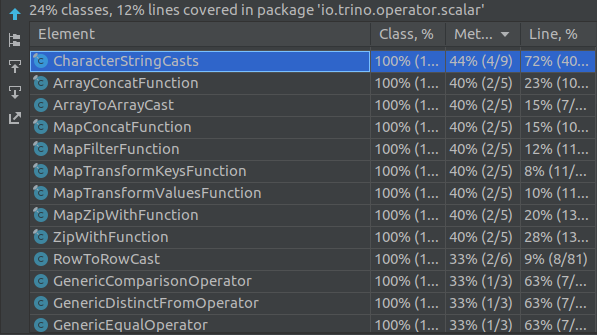 24% classes, 12% lines covered in package 'io.trino.operator.scalar'
Element Class, % Met... Line, %
CharacterStringCasts 100% (1... 44% (4/9) 72% (40...
ArrayConcatFunction 100% (1... 40% (2/5) 23% (10...
ArrayToArrayCast 100% (1... 40% (2/5) 15% (7/...
MapConcatFunction 100% (1... 40% (2/5) 15% (10...
MapFilterFunction 100% (1... 40% (2/5) 12% (11...
MapTransformKeysFunction 100% (1... 40% (2/5) 8% (11/...
MapTransformValuesFunction 100% (1... 40% (2/5) 10% (11...
MapZipWithFunction 100% (1... 40% (2/5) 20% (13...
ZipWithFunction 100% (1... 40% (2/5) 28% (13...
RowToRowCast 100% (1... 33% (2/6) 9% (8/81)
GenericComparisonOperator 100% (1... 33% (1/3) 63% (7/...
GenericDistinctFromOperator 100% (1... 33% (1/3) 63% (7/...
GenericEqualOperator 100% (1... 33% (1/3) 63% (7/...